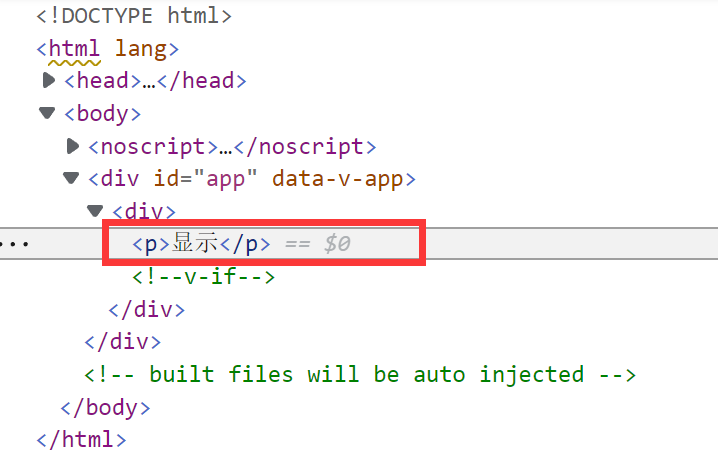 <!DOCTYPE html>
<html lang>
<head>…</head>
<body>
<noscript>…</noscript>
<div id="app" data-v-app>
<div>
··· <p>显示</p> == $0
<!--v-if-->
</div>
</div>
<!-- built files will be auto injected -->
</body>
</html>